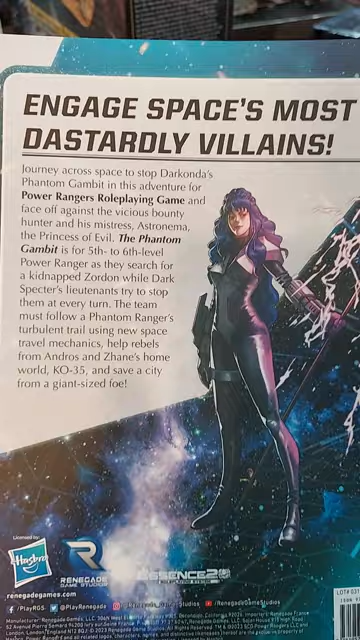 ENGAGE SPACE'S MOST
DASTARDLY VILLAINS!
Journey across space to stop Darkonda's
Phantom Gambit in this adventure for
Power Rangers Roleplaying Game and
face off against the vicious bounty
hunter and his mistress, Astronema,
the Princess of Evil. The Phantom
Gambit is for 5th- to 6th-level
Power Ranger as they search for
a kidnapped Zordon while Dark
Specter's lieutenants try to stop
them at every turn. The team
must follow a Phantom Ranger's
turbulent trail using new space
travel mechanics, help rebels
from Andros and Zhane's home
world, KO-35, and save a city
from a giant-sized foe!
Licensed by:
Hasbro
R
RENEGADE
GAME STUDIOS
ESSENCE20
renegadegames.com
/PlayRGS
@PlayRenegade
/Renegade_Game_Studios
/RenegadeGameStudios
LOT#